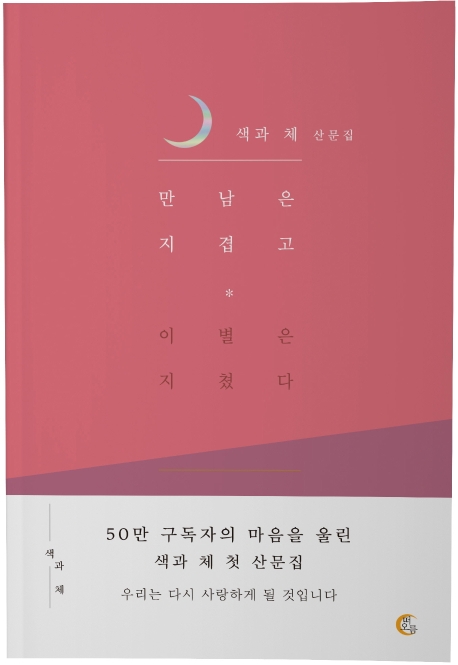 색과 체 산문집
만남은
지겹고
*
이별은
지쳤다
50만 구독자의 마음을 울린
색과 체 첫 산문집
우리는 다시 사랑하게 될 것입니다
색과 체
떠오름